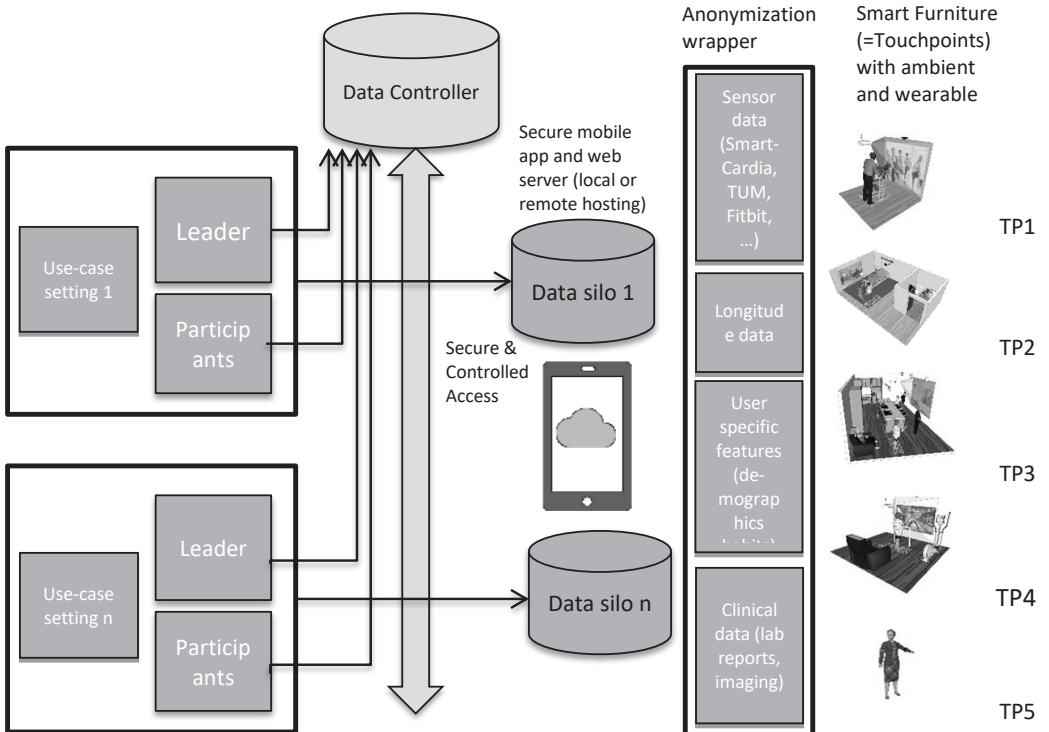 Anonymization
wrapper
Smart Furniture
(=Touchpoints)
with ambient
and wearable
Data Controller
Secure mobile
app and web
server (local or
remote hosting)
Use-case
setting 1
Leader
Particip
ants
Data silo 1
Secure &
Controlled
Access
Use-case
setting n
Leader
Particip
ants
Data silo n
Sensor
data
(Smart-
Cardia,
TUM,
Fitbit,
...)
Longitud
e data
User
specific
features
(de-
mograp
hics
Clinical
data (lab
reports,
imaging)
TP1
TP2
TP3
TP4
TP5